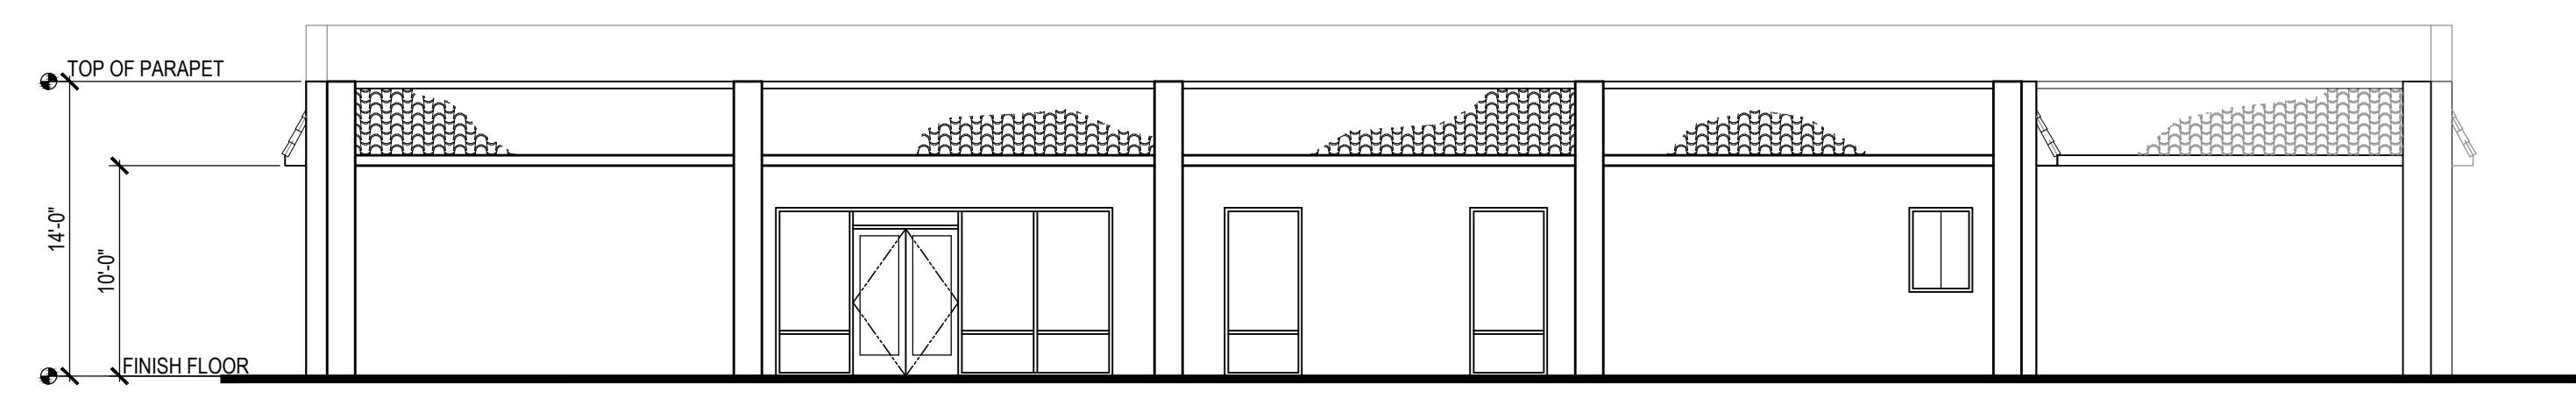 TOP OF PARAPET
14'-0"
10'-0"
FINISH FLOOR